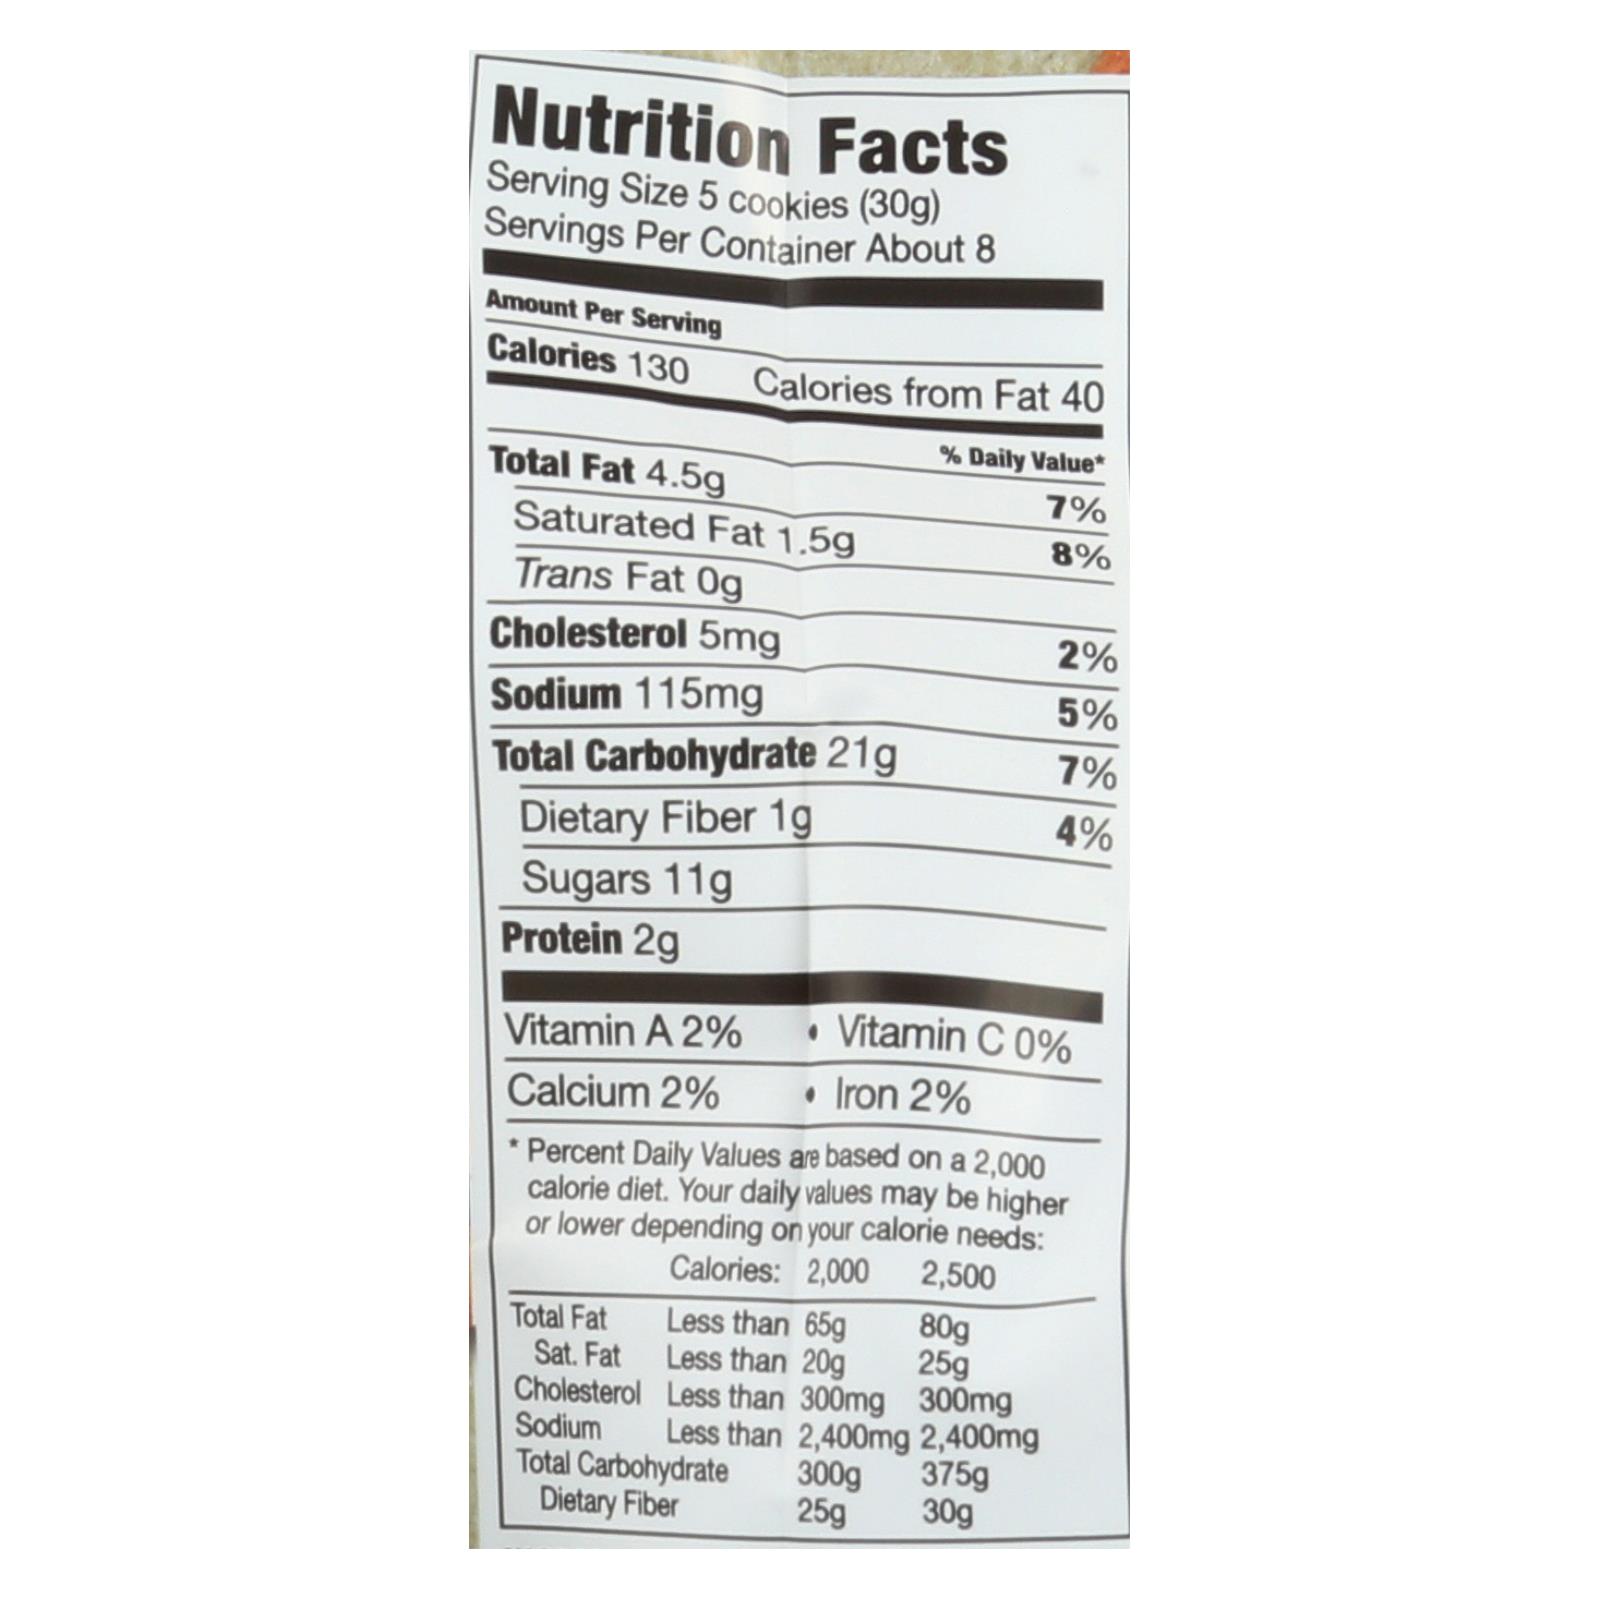 Nutrition Facts
Serving Size 5 cookies (30g)
Servings Per Container About 8
Amount Per Serving
Calories 130 Calories from Fat 40
% Daily Value*
Total Fat 4.5g 7%
Saturated Fat 1.5g 8%
Trans Fat 0g
Cholesterol 5mg 2%
Sodium 115mg 5%
Total Carbohydrate 21g 7%
Dietary Fiber 1g 4%
Sugars 11g
Protein 2g
Vitamin A 2% • Vitamin C 0%
Calcium 2% • Iron 2%
* Percent Daily Values are based on a 2,000
calorie diet. Your daily values may be higher
or lower depending on your calorie needs:
Calories: 2,000 2,500
Total Fat Less than 65g 80g
Sat. Fat Less than 20g 25g
Cholesterol Less than 300mg 300mg
Sodium Less than 2,400mg 2,400mg
Total Carbohydrate 300g 375g
Dietary Fiber 25g 30g